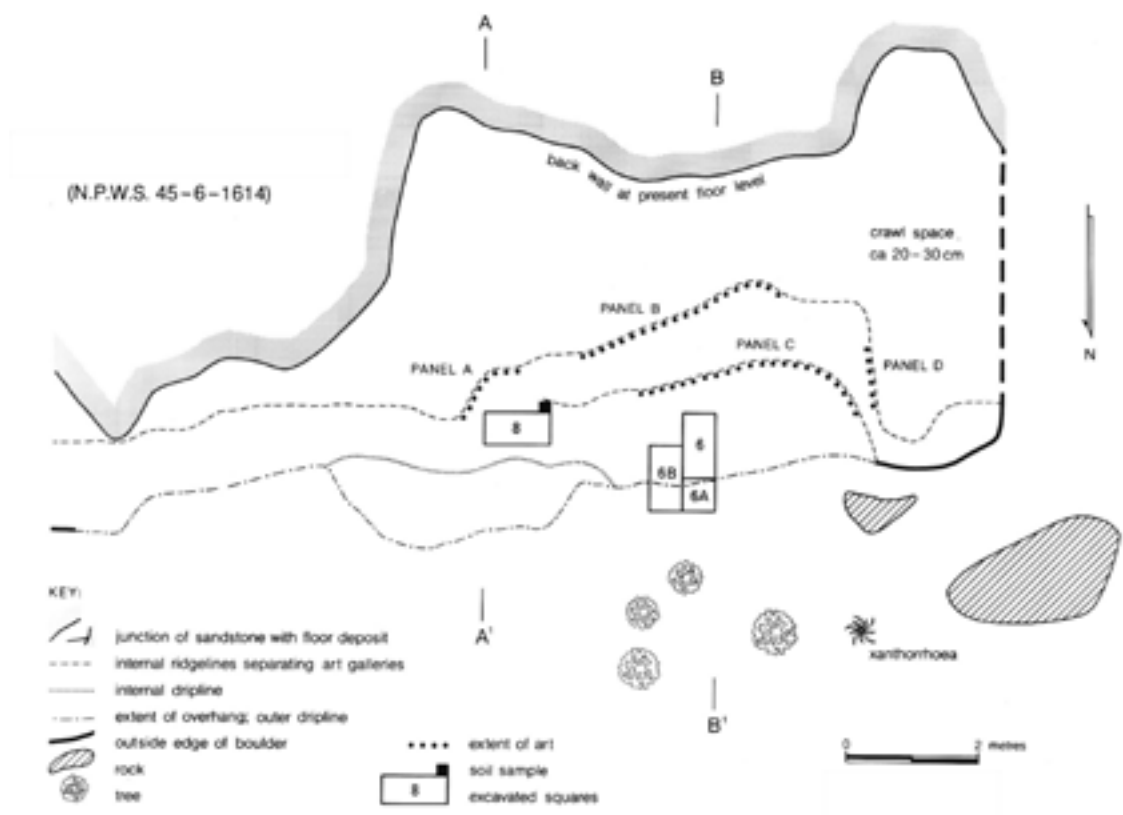 A
B
back wall at present floor level
(N.P.W.S. 45-6-1614)
crawl space,
ca 20-30 cm
PANEL B
PANEL C
N
PANEL A
PANEL D
8
6
6B
6A
KEY:
junction of sandstone with floor deposit
A¹
xanthorrhoea
internal ridgelines separating art galleries
internal dripline
B¹
extent of overhang; outer dripline
outside edge of boulder
extent of art
0 2 metres
rock
soil sample
tree
8
excavated squares